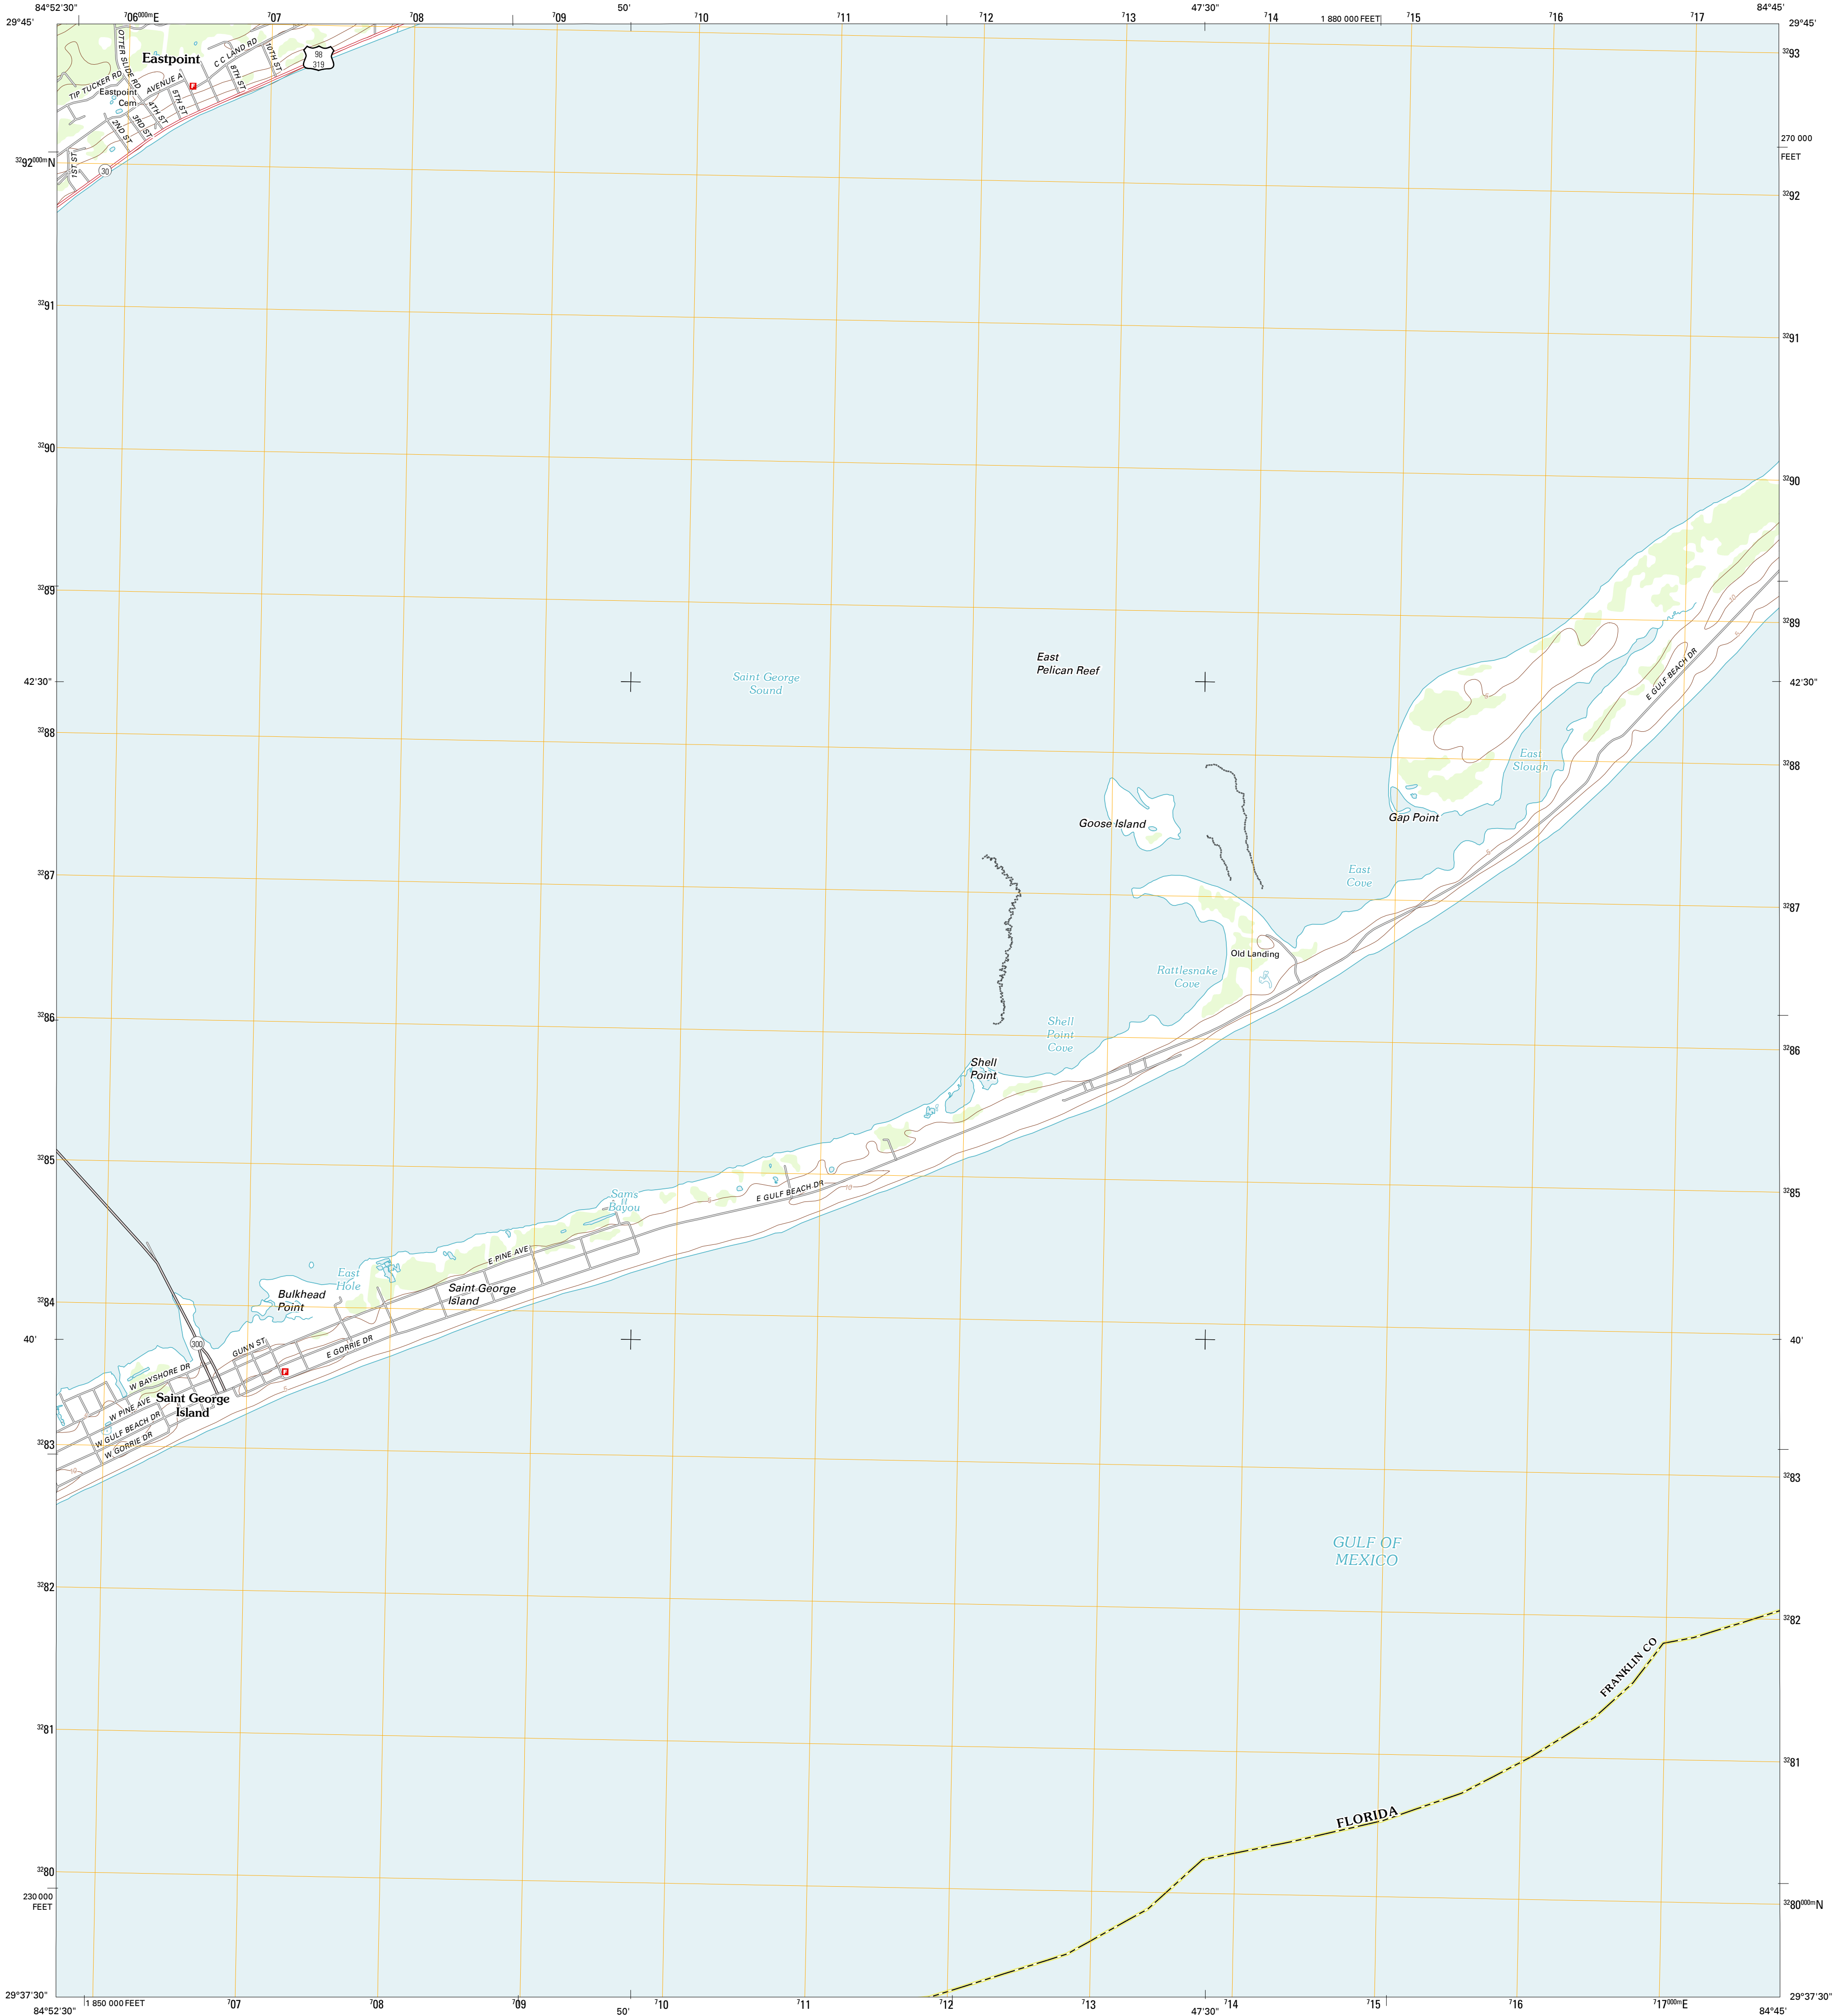 84°52'30"
706000mE
707
708
709
50'
710
711
712
713
47'30"
714
1 880 000 FEET
715
716
717
84°45'
29°45'
29°45'
3293
OTTER SLIDE RD
Eastpoint
C C LAND RD
10TH ST
98
319
8TH ST
TIP TUCKER RD
AVENUE A
Eastpoint
Cem
5TH ST
4TH ST
3RD ST
2ND ST
1ST ST
30
270 000
FEET
3292000mN
3292
3291
3291
3290
3290
3289
3289
10
5
E GULF BEACH DR
East
Pelican Reef
Saint George
Sound
42'30"
42'30"
5
3288
3288
East
Slough
Goose Island
Gap Point
5
3287
East
Cove
3287
Old Landing
Rattlesnake
Cove
3286
Shell
Point
Cove
3286
Shell
Point
3285
3285
Sams
Bayou
E GULF BEACH DR
10
5
E PINE AVE
East
Hole
Bulkhead
Point
Saint George
Island
3284
3284
40'
40'
300
GUNN ST
E GORRIE DR
F
5
W BAYSHORE DR
Saint George
Island
W PINE AVE
W GULF BEACH DR
W GORRIE DR
10
3283
3283
GULF OF
MEXICO
3282
3282
FRANKLIN CO
3281
3281
FLORIDA
3280
3280000mN
230 000
FEET
29°37'30"
29°37'30"
84°52'30"
1 850 000 FEET
707
708
709
50'
710
711
712
713
47'30"
714
715
716
717000mE
84°45'